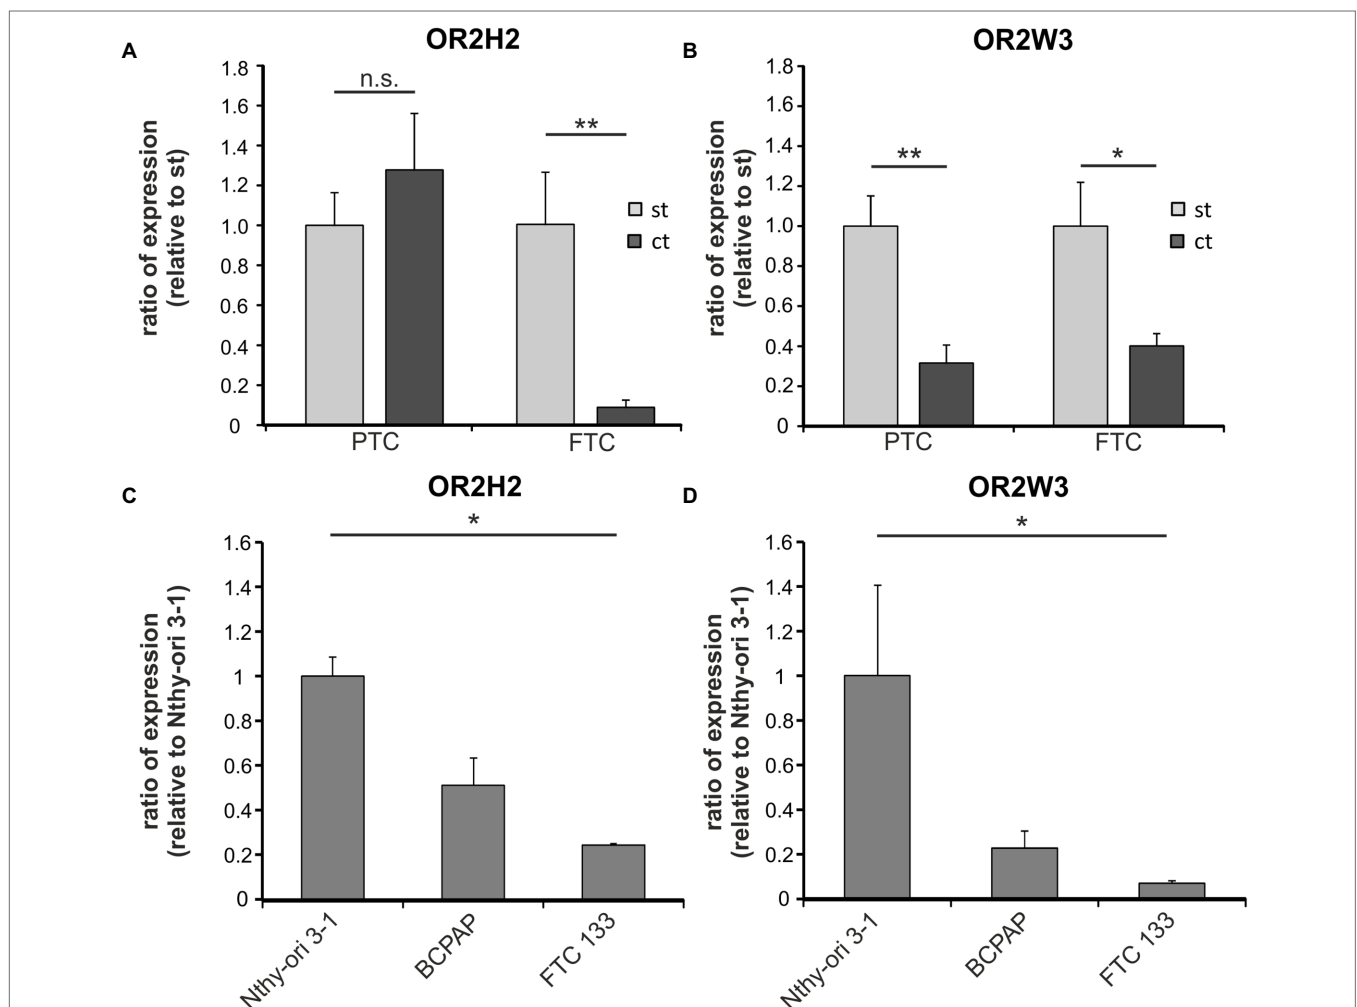 A
OR2H2
1.8
1.6
1.4
1.2
1.0
0.8
0.6
0.4
0.2
0
ratio of expression
(relative to st)
n.s.
**
st
ct
PTC
FTC
B
OR2W3
1.8
1.6
1.4
1.2
1.0
0.8
0.6
0.4
0.2
0
ratio of expression
(relative to st)
**
*
st
ct
PTC
FTC
C
OR2H2
*
1.6
1.4
1.2
1
0.8
0.6
0.4
0.2
0
ratio of expression
(relative to Nthy-ori 3-1)
Nthy-ori 3-1
BCPAP
FTC 133
D
OR2W3
*
1.6
1.4
1.2
1
0.8
0.6
0.4
0.2
0
ratio of expression
(relative to Nthy-ori 3-1)
Nthy-ori 3-1
BCPAP
FTC 133